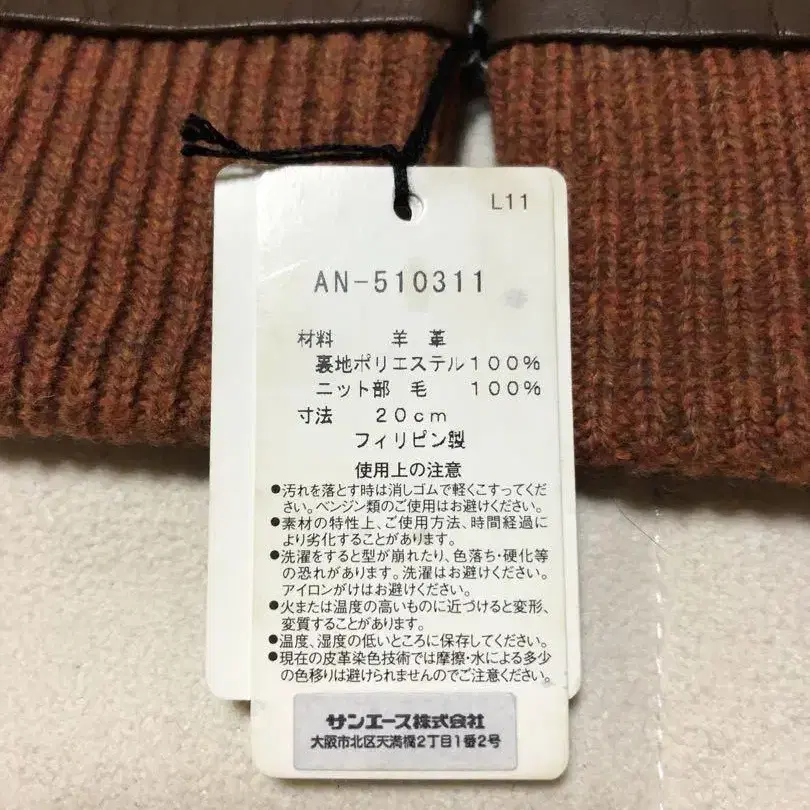 L11
AN-510311
材料　羊革
裏地ポリエステル100%
ニット部　毛　100%
寸法　20cm
フィリピン製
使用上の注意
●汚れを落とす時は消しゴムで軽くこすってくだ
さい。ベンジン類のご使用はお避けください。
●素材の特性上、ご使用方法、時間経過に
より劣化することがあります。
●洗濯をすると型が崩れたり、色落ち・硬化等
の恐れがあります。洗濯はお避けください。
アイロンがけはお避けください。
●火または温度の高いものに近づけると変形、
変質することがあります。
●温度、湿度の低いところに保存してください。
●現在の皮革染色技術では摩擦・水による多少
の色移りは避けられませんのでご注意ください。
サンエース株式会社
大阪市北区天満橋2丁目1番2号